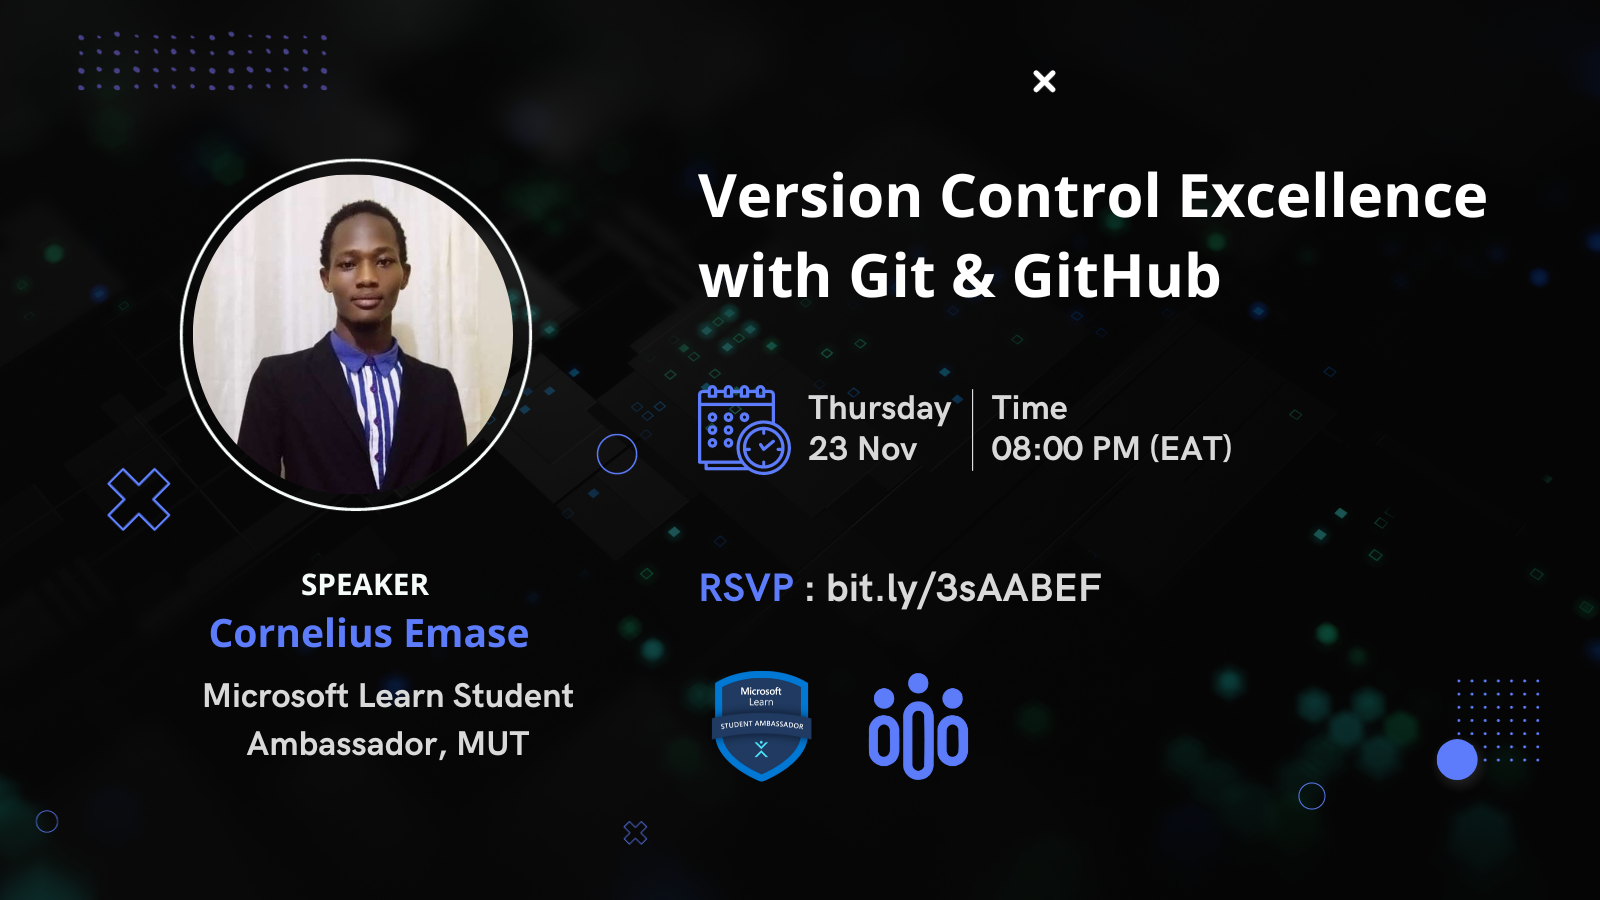 Version Control Excellence
with Git & GitHub
Thursday
23 Nov
Time
08:00 PM (EAT)
RSVP : bit.ly/3sAABEF
SPEAKER
Cornelius Emase
Microsoft Learn Student
Ambassador, MUT
Microsoft
Learn
STUDENT AMBASSADOR